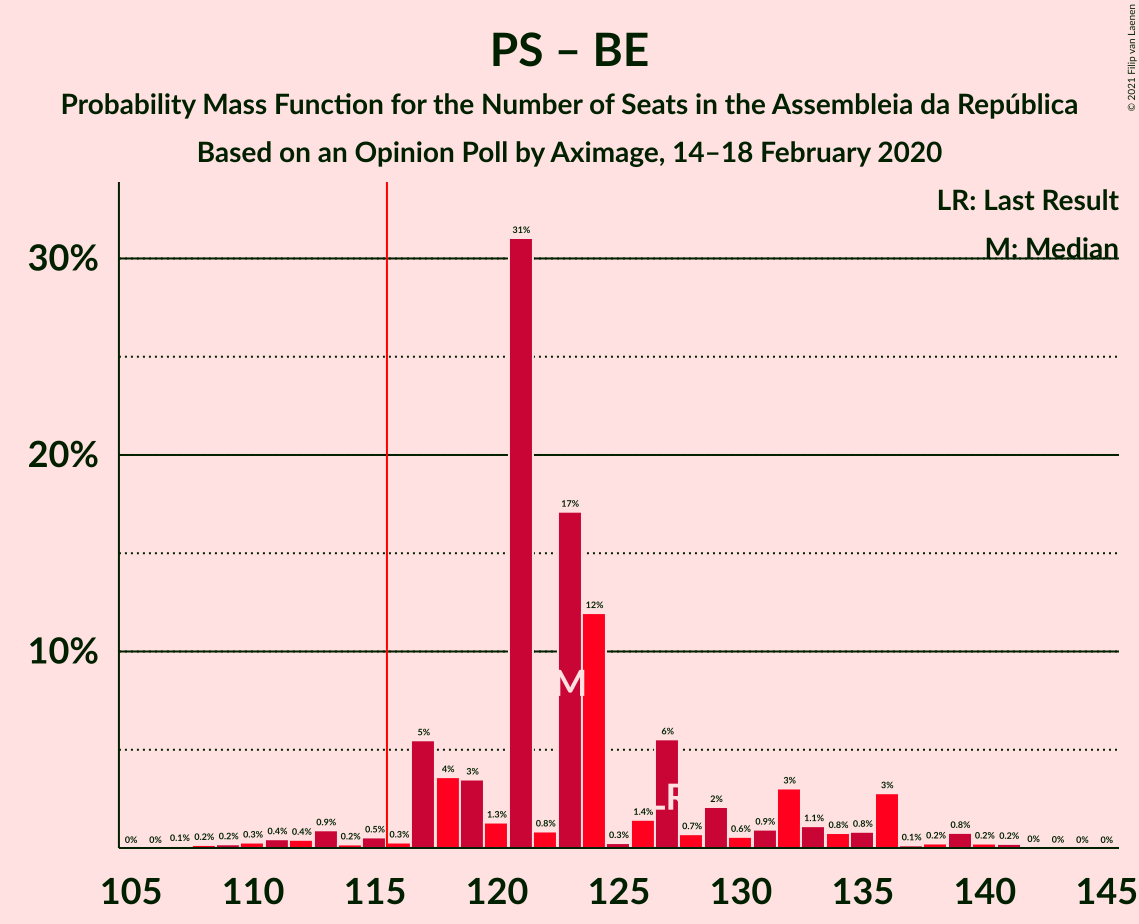 PS – BE
Probability Mass Function for the Number of Seats in the Assembleia da República
Based on an Opinion Poll by Aximage, 14–18 February 2020
© 2021 Filip van Laenen
LR: Last Result
M: Median
30%
20%
10%
0% 0% 0.1% 0.2% 0.2% 0.3% 0.4% 0.4% 0.9% 0.2% 0.5% 0.3% 5% 4% 3% 1.3% 31% 0.8% 17% 12% 0.3% 1.4% 6% 0.7% 2% 0.6% 0.9% 3% 1.1% 0.8% 0.8% 3% 0.1% 0.2% 0.8% 0.2% 0.2% 0% 0% 0% 0%
M
LR
105 110 115 120 125 130 135 140 145